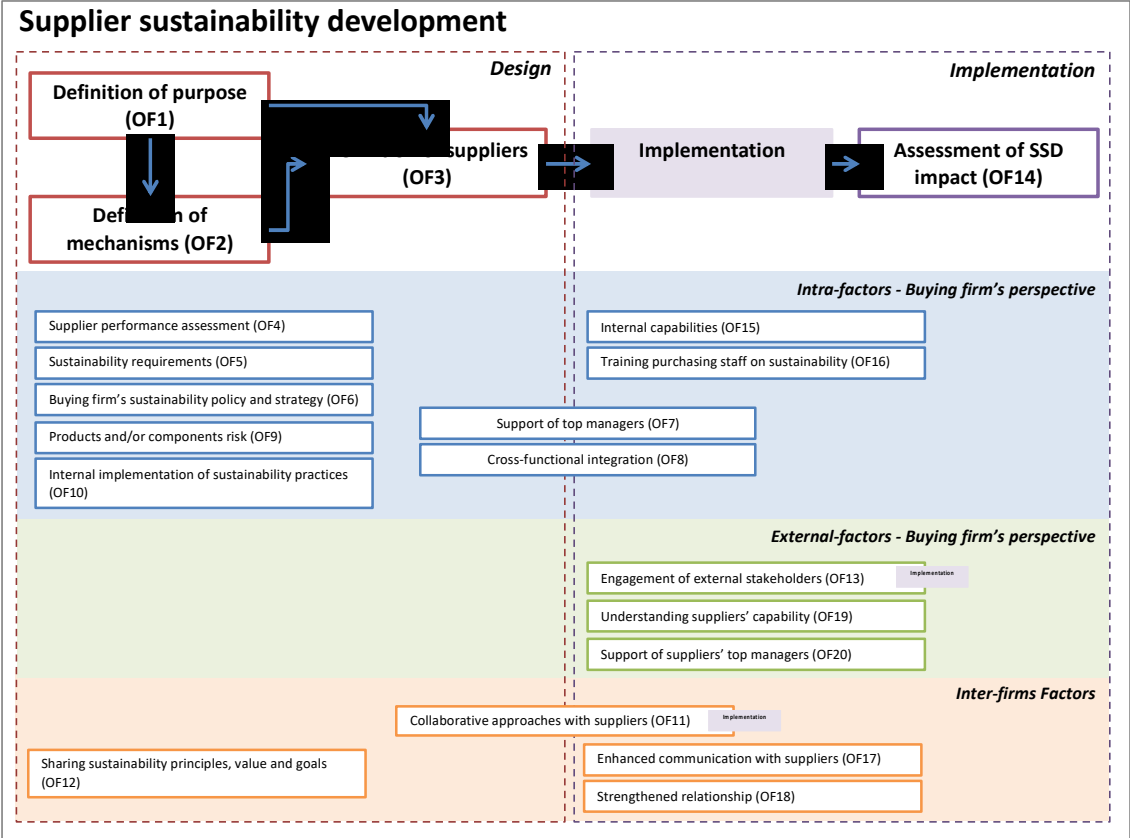 Supplier sustainability development
Design
Implementation
Definition of purpose
(OF1)
suppliers
(OF3)
Implementation
Assessment of SSD
impact (OF14)
of
mechanisms (OF2)
Intra-factors - Buying firm's perspective
Supplier performance assessment (OF4)
Sustainability requirements (OF5)
Buying firm's sustainability policy and strategy (OF6)
Products and/or components risk (OF9)
Internal implementation of sustainability practices
(OF10)
Support of top managers (OF7)
Cross-functional integration (OF8)
Internal capabilities (OF15)
Training purchasing staff on sustainability (OF16)
External-factors - Buying firm's perspective
Engagement of external stakeholders (OF13)
Implementation
Understanding suppliers' capability (OF19)
Support of suppliers' top managers (OF20)
Inter-firms Factors
Collaborative approaches with suppliers (OF11)
Implementation
Sharing sustainability principles, value and goals
(OF12)
Enhanced communication with suppliers (OF17)
Strengthened relationship (OF18)